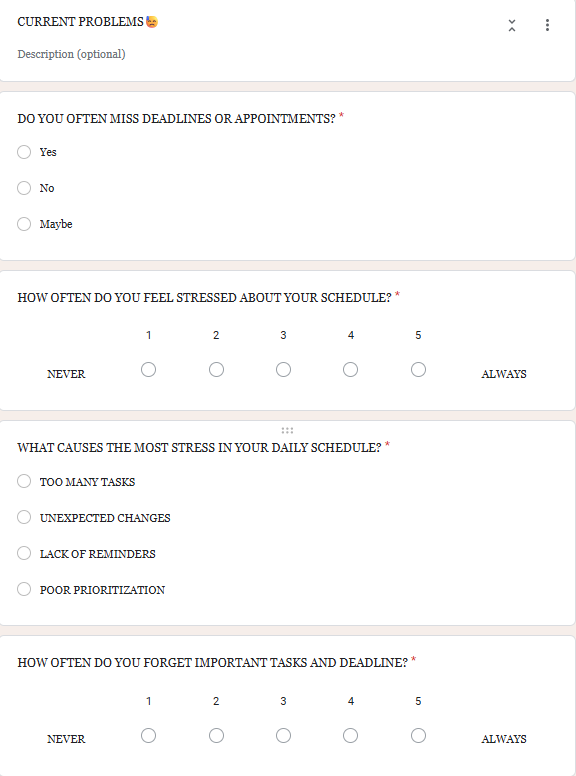 CURRENT PROBLEMS😓
Description (optional)
DO YOU OFTEN MISS DEADLINES OR APPOINTMENTS? *
Yes
No
Maybe
HOW OFTEN DO YOU FEEL STRESSED ABOUT YOUR SCHEDULE? *
1 2 3 4 5
NEVER ALWAYS
WHAT CAUSES THE MOST STRESS IN YOUR DAILY SCHEDULE? *
TOO MANY TASKS
UNEXPECTED CHANGES
LACK OF REMINDERS
POOR PRIORITIZATION
HOW OFTEN DO YOU FORGET IMPORTANT TASKS AND DEADLINE? *
1 2 3 4 5
NEVER ALWAYS